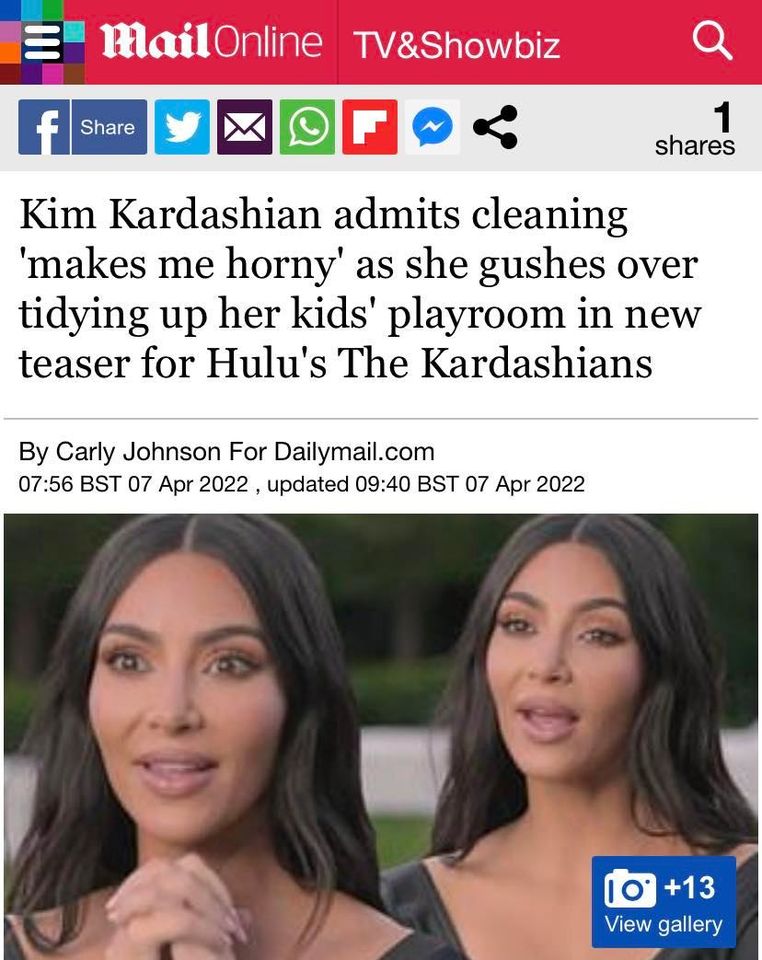 MailOnline TV&Showbiz
Share
1
shares
Kim Kardashian admits cleaning
'makes me horny' as she gushes over
tidying up her kids' playroom in new
teaser for Hulu's The Kardashians
By Carly Johnson For Dailymail.com
07:56 BST 07 Apr 2022 , updated 09:40 BST 07 Apr 2022
+13
View gallery